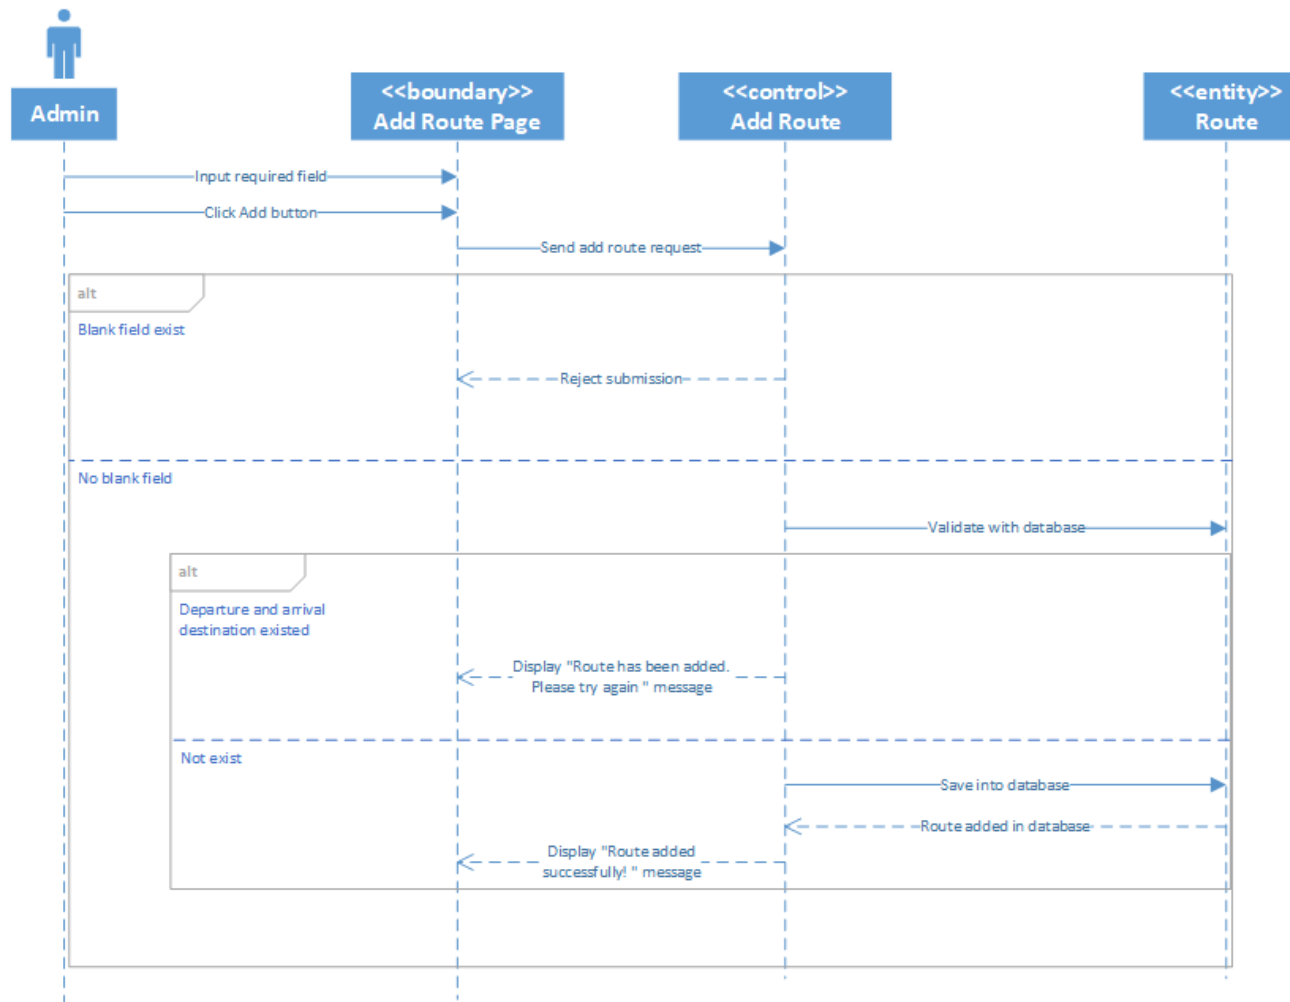 Admin
<<boundary>>
Add Route Page
<<control>>
Add Route
<<entity>>
Route
Input required field
Click Add button
Send add route request
alt
Blank field exist
Reject submission
No blank field
Validate with database
alt
Departure and arrival
destination existed
Display "Route has been added.
Please try again " message
Not exist
Save into database
Route added in database
Display "Route added
successfully! " message